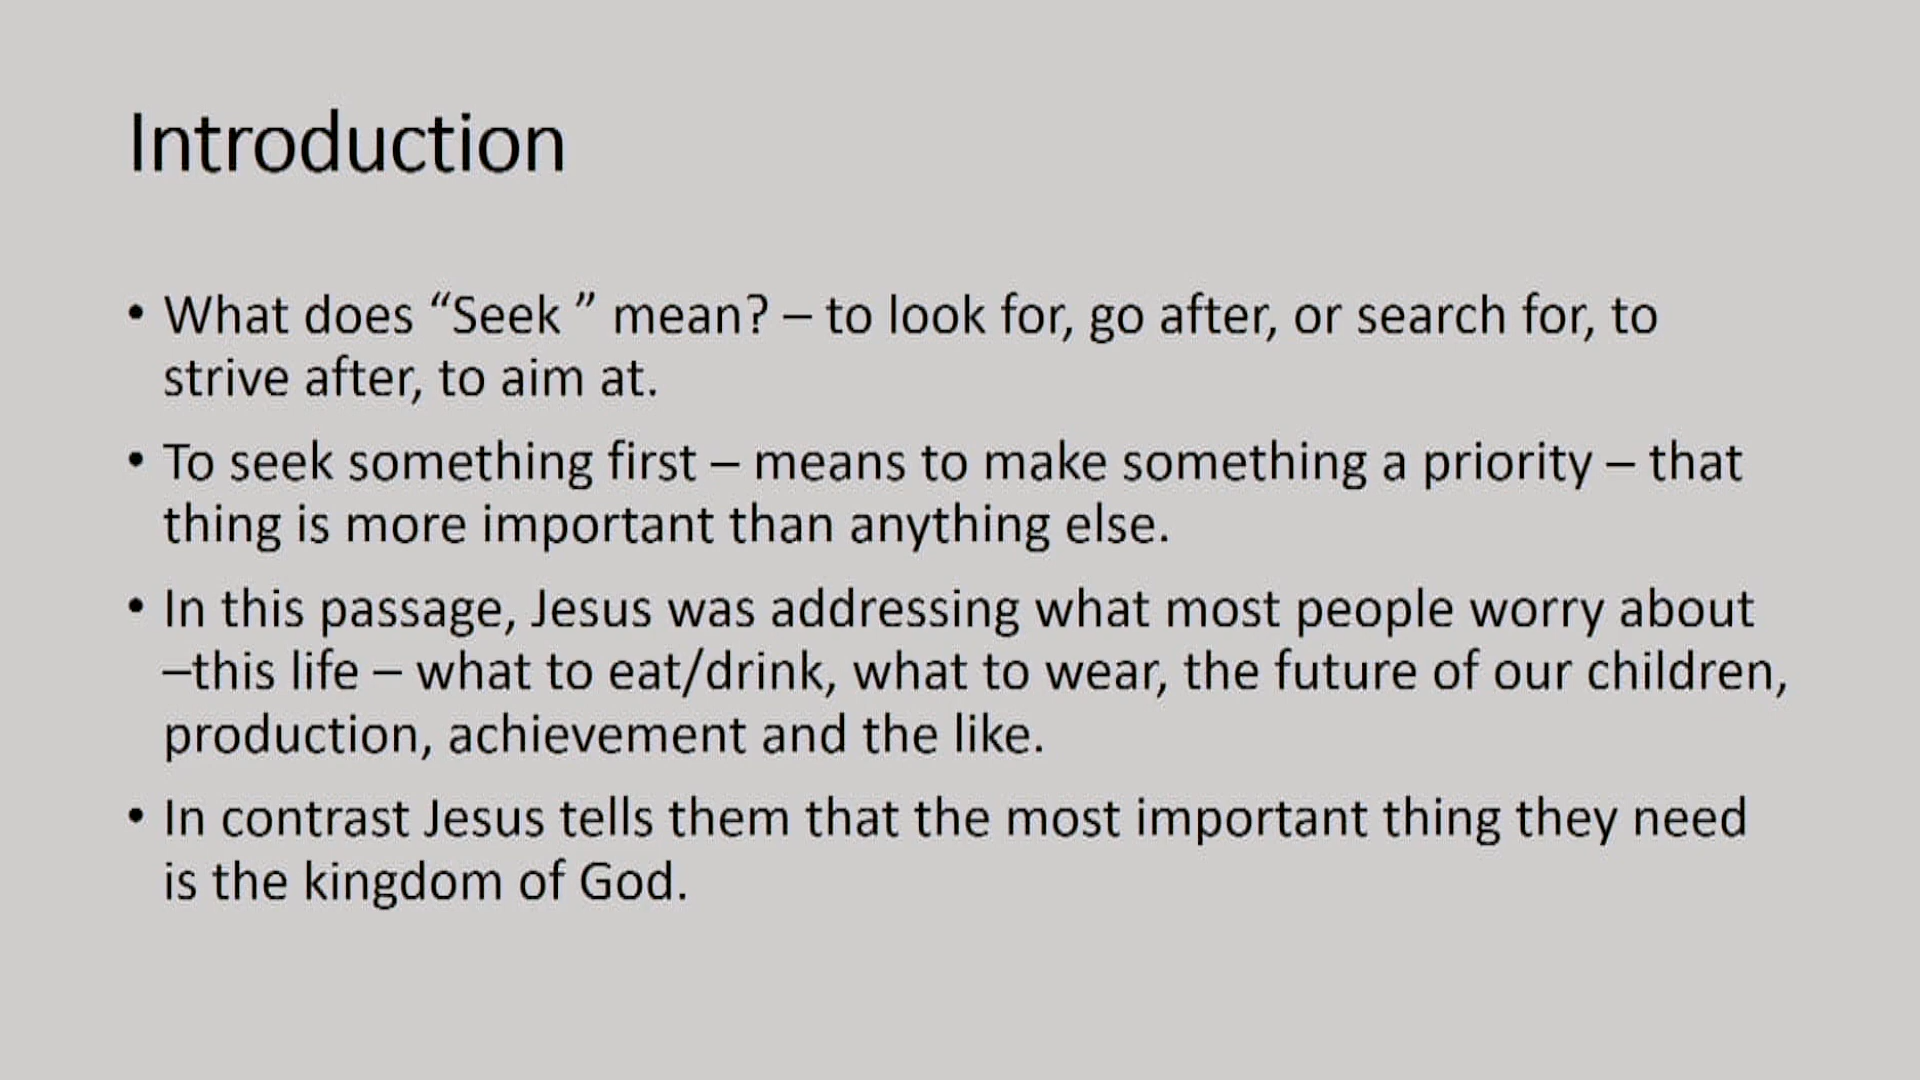 Introduction
• What does “Seek ” mean? – to look for, go after, or search for, to
strive after, to aim at.
• To seek something first – means to make something a priority – that
thing is more important than anything else.
• In this passage, Jesus was addressing what most people worry about
–this life – what to eat/drink, what to wear, the future of our children,
production, achievement and the like.
• In contrast Jesus tells them that the most important thing they need
is the kingdom of God.